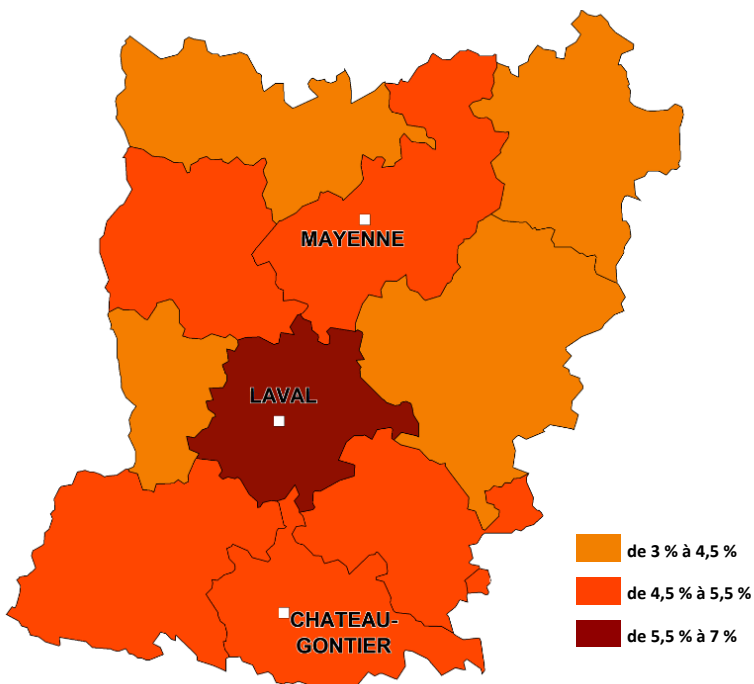 MAYENNE
LAVAL
CHATEAU-
GONTIER
de 3 % à 4,5 %
de 4,5 % à 5,5 %
de 5,5 % à 7 %